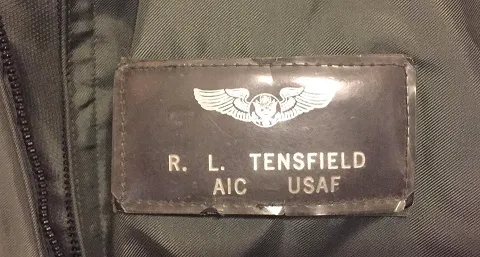 R. L. TENSFIELD
AIC USAF